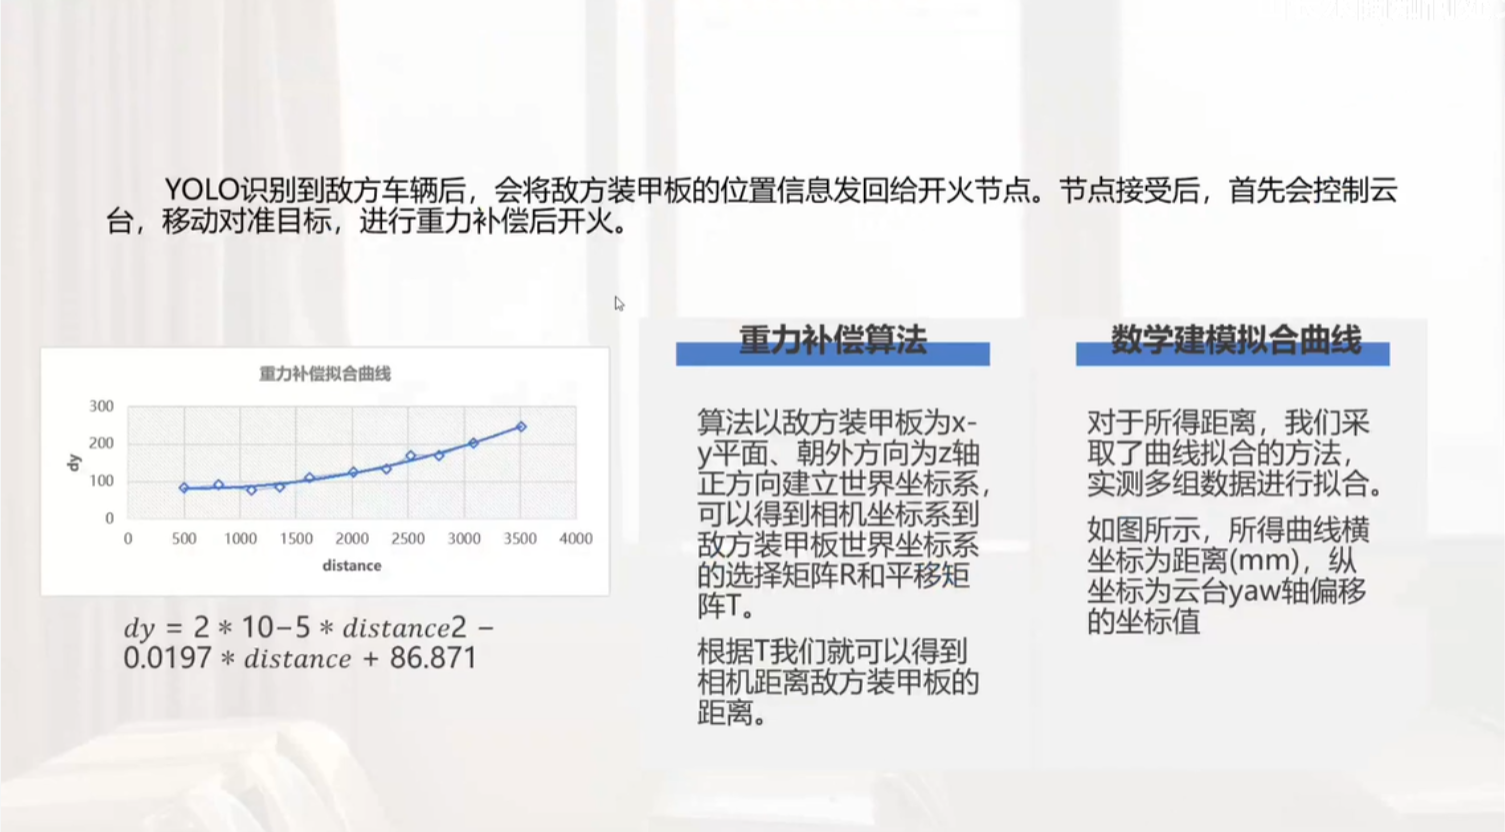 YOLO识别到敌方车辆后，会将敌方装甲板的位置信息发回给开火节点。节点接受后，首先会控制云
台，移动对准目标，进行重力补偿后开火。
重力补偿拟合曲线
300
200
100
0
dy
0 500 1000 1500 2000 2500 3000 3500 4000
distance
dy = 2 * 10−5 * distance2 −
0.0197 * distance + 86.871
重力补偿算法
算法以敌方装甲板为x-
y平面、朝外方向为z轴
正方向建立世界坐标系，
可以得到相机坐标系到
敌方装甲板世界坐标系
的选择矩阵R和平移矩
阵T。
根据T我们就可以得到
相机距离敌方装甲板的
距离。
数学建模拟合曲线
对于所得距离，我们采
取了曲线拟合的方法，
实测多组数据进行拟合。
如图所示，所得曲线横
坐标为距离(mm)，纵
坐标为云台yaw轴偏移
的坐标值